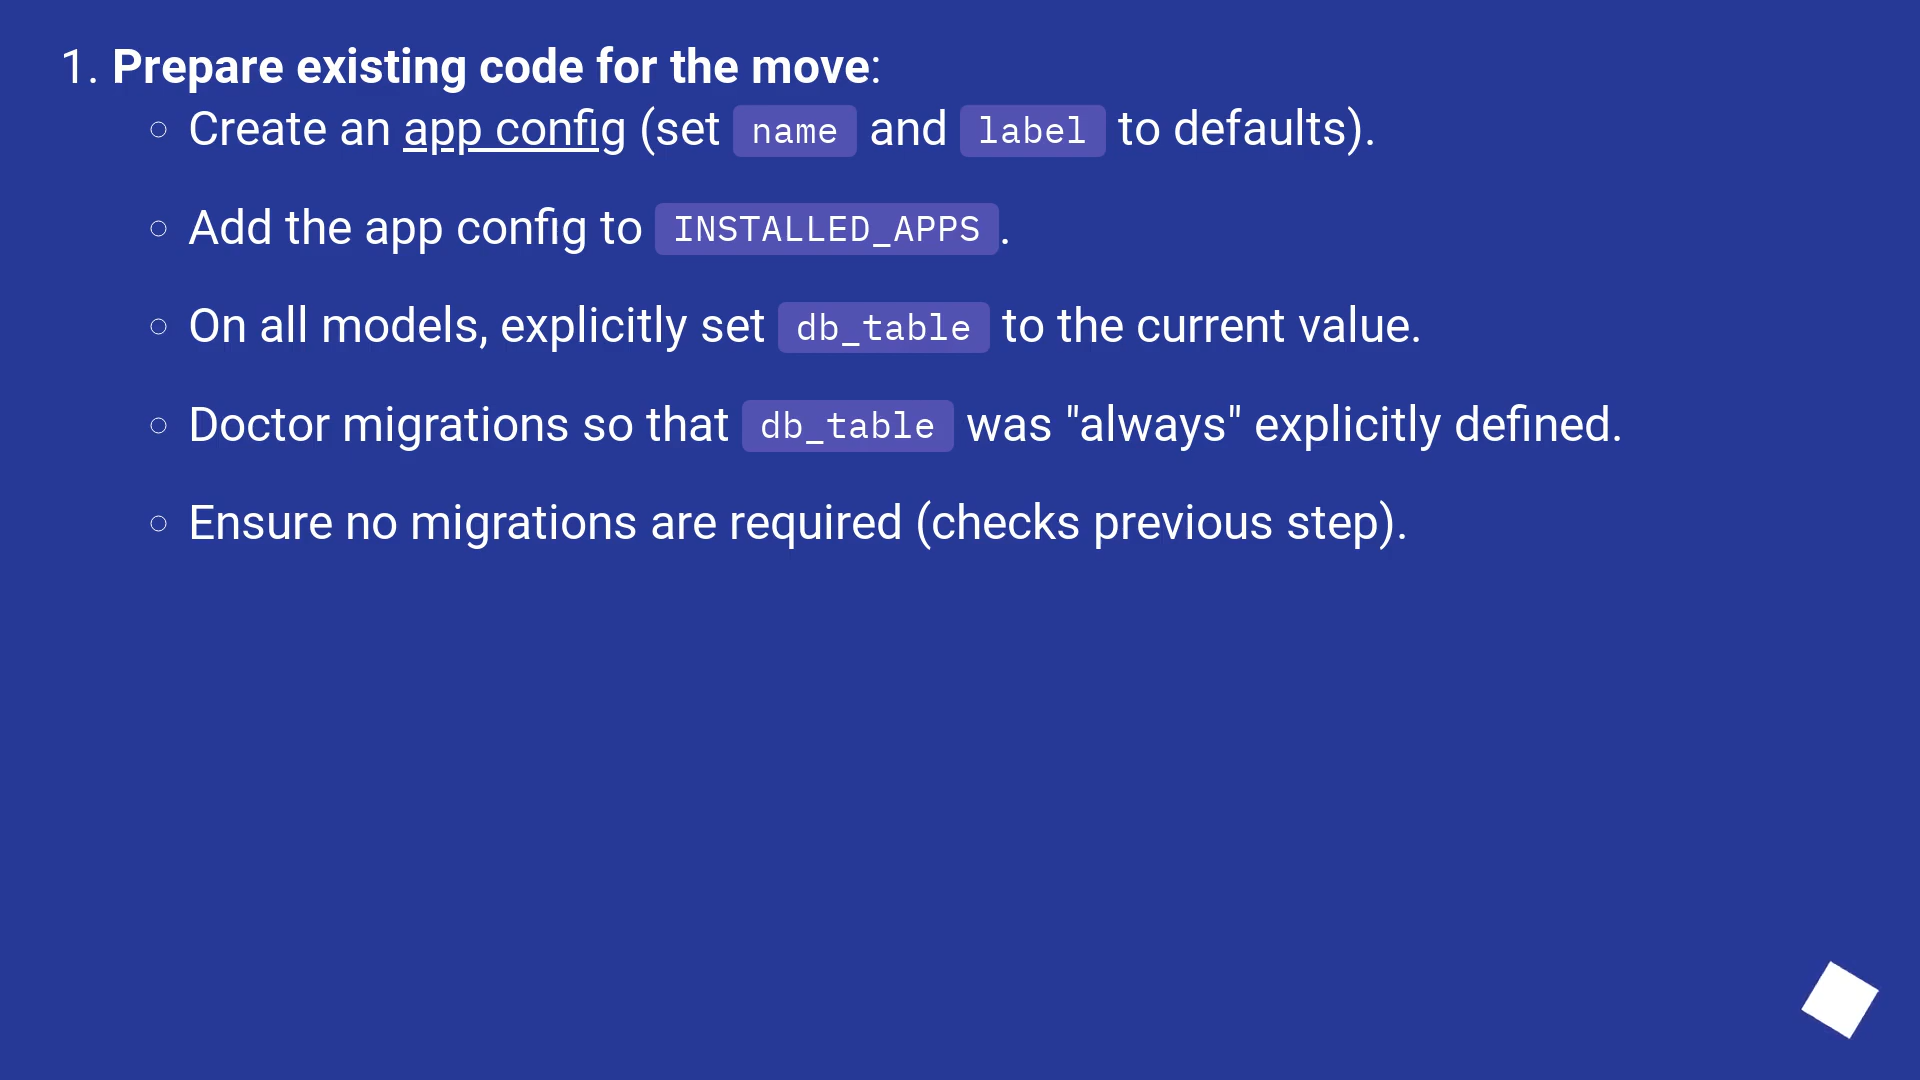 1. Prepare existing code for the move:
○ Create an app config (set name and label to defaults).
○ Add the app config to INSTALLED_APPS.
○ On all models, explicitly set db_table to the current value.
○ Doctor migrations so that db_table was "always" explicitly defined.
○ Ensure no migrations are required (checks previous step).